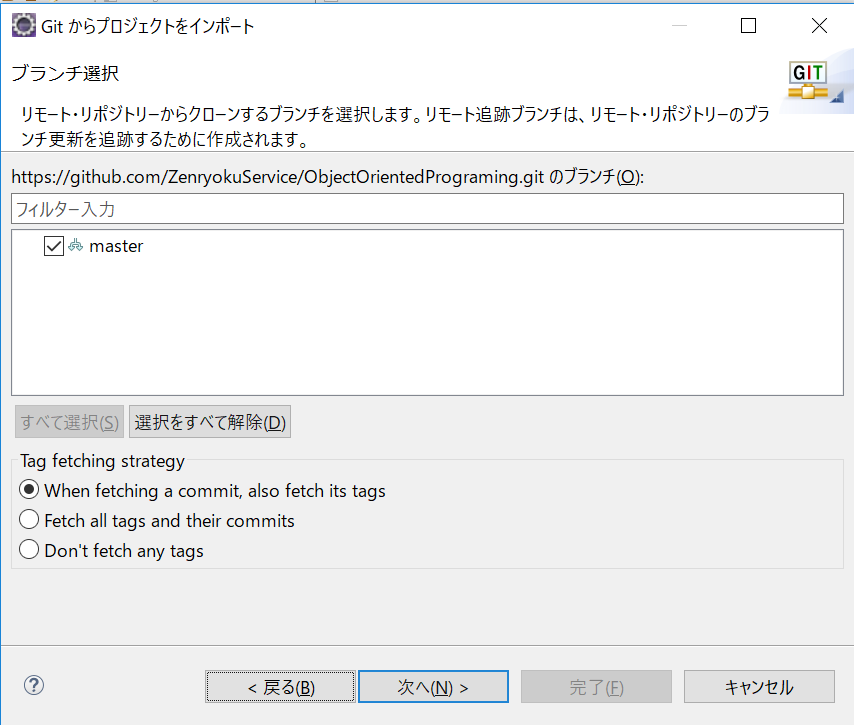 Git からプロジェクトをインポート
ブランチ選択
GIT
リモート・リポジトリーからクローンするブランチを選択します。リモート追跡ブランチは、リモート・リポジトリーのブラ
ンチ更新を追跡するために作成されます。
https://github.com/ZenryokuService/ObjectOrientedPrograming.git のブランチ(O):
フィルター入力
master
すべて選択(S) 選択をすべて解除(D)
Tag fetching strategy
When fetching a commit, also fetch its tags
Fetch all tags and their commits
Don't fetch any tags
? < 戻る(B) 次へ(N) > 完了(F) キャンセル